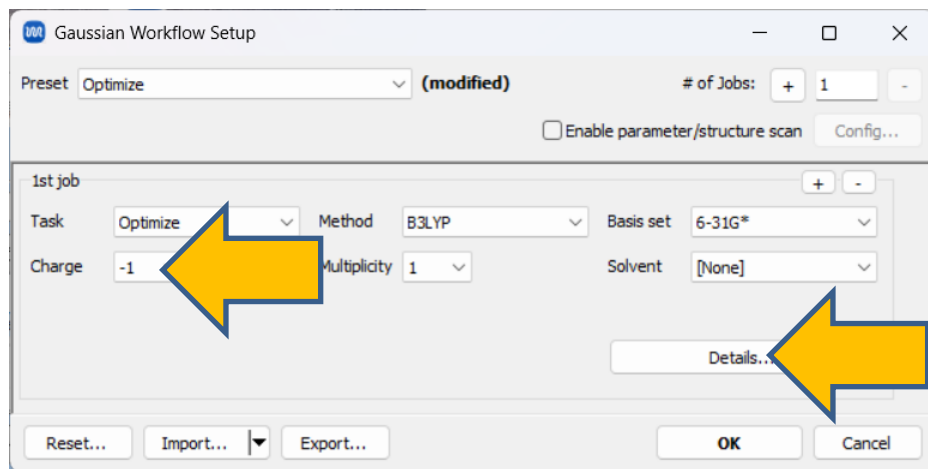 Gaussian Workflow Setup
Preset Optimize (modified) # of Jobs: + 1 -
Enable parameter/structure scan Config...
1st job + -
Task Optimize Method B3LYP Basis set 6-31G*
Charge -1 Multiplicity 1 Solvent [None]
Details...
Reset... Import... Export... OK Cancel